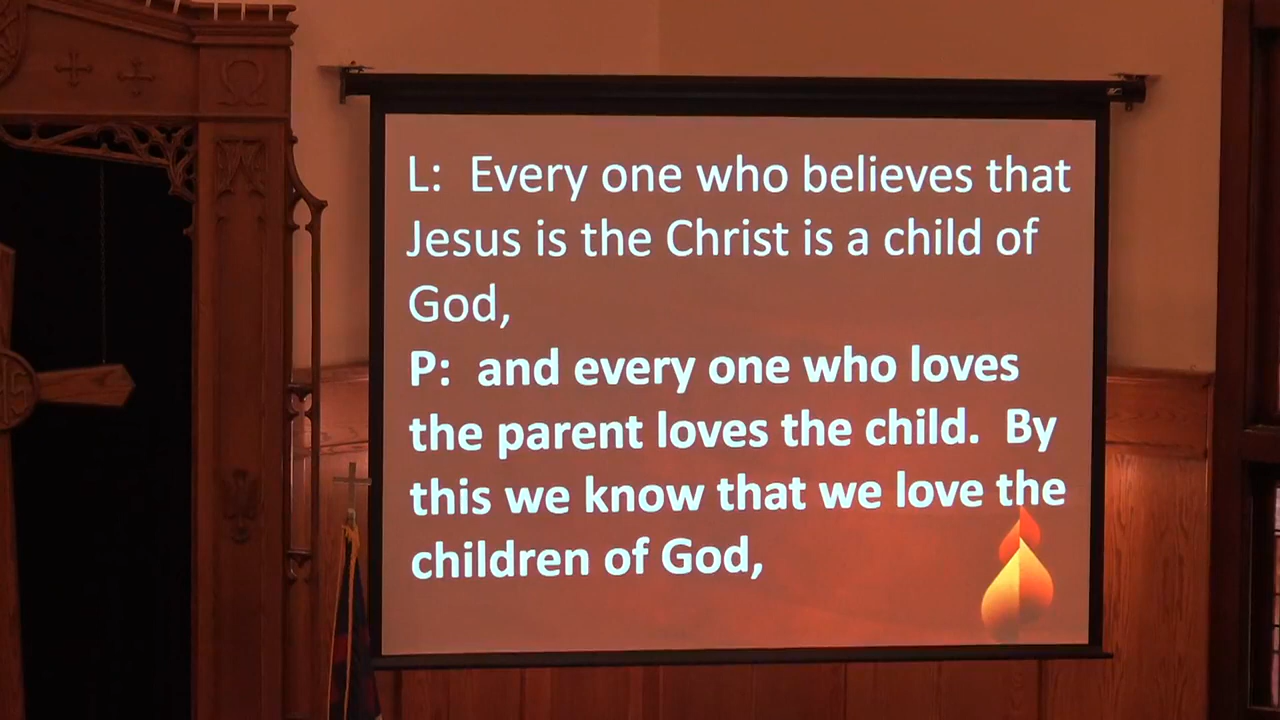 L:  Every one who believes that
Jesus is the Christ is a child of
God,
P:  and every one who loves
the parent loves the child.  By
this we know that we love the
children of God,